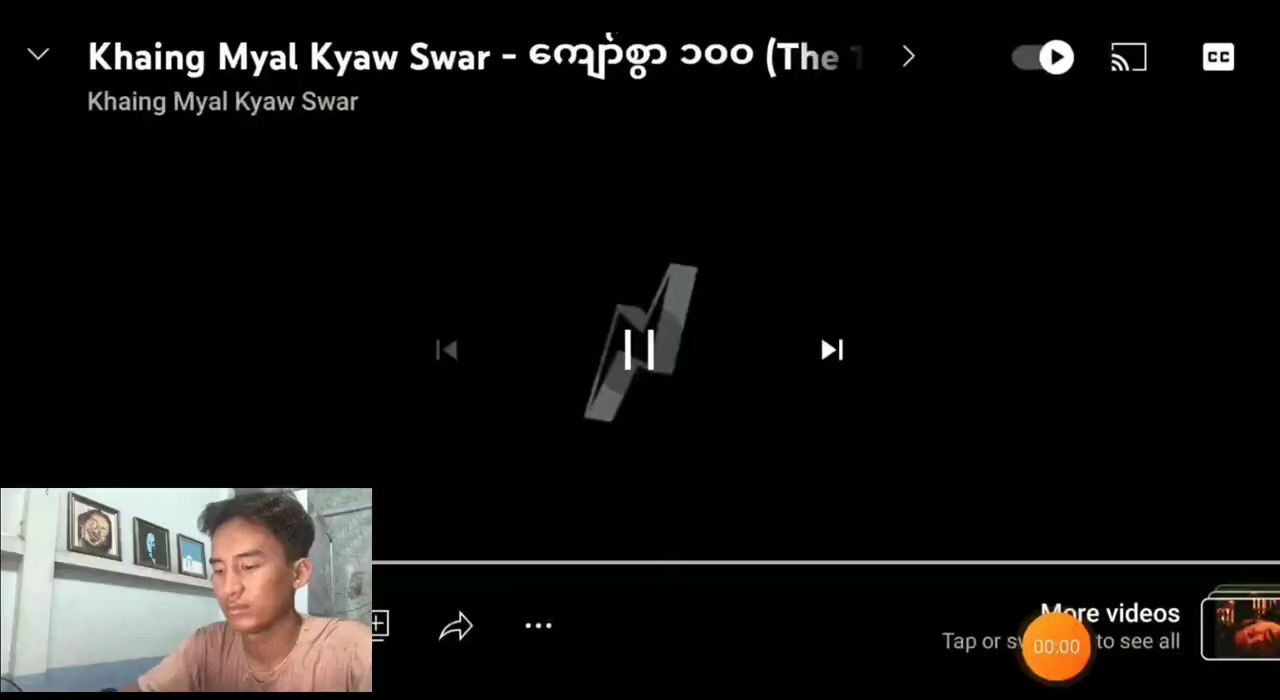 Khaing Myal Kyaw Swar - ကျော်စွာ ၁၀၀ (The
Khaing Myal Kyaw Swar
CC
More videos
Tap or to see all
00:00